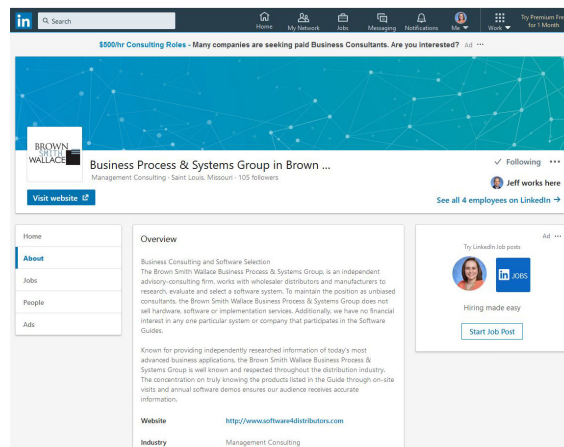 in Search
Home My Network Jobs Messaging Notifications Me Work Try Premium Fre
for 1 Month
$500/hr Consulting Roles - Many companies are seeking paid Business Consultants. Are you interested? Ad ···
BROWN
SMITH
WALLACE
Business Process & Systems Group in Brown ...
Management Consulting · Saint Louis, Missouri · 105 followers
Following
Jeff works here
Visit website
See all 4 employees on LinkedIn →
Home
About
Jobs
People
Ads
Overview
Business Consulting and Software Selection
The Brown Smith Wallace Business Process & Systems Group, is an independent
advisory-consulting firm, works with wholesaler distributors and manufacturers to
research, evaluate and select a software system. To maintain the position as unbiased
consultants, the Brown Smith Wallace Business Process & Systems Group does not
sell hardware, software or implementation services. Additionally, we have no financial
interest in any one particular system or company that participates in the Software
Guides.
Known for providing independently researched information of today's most
advanced business applications, the Brown Smith Wallace Business Process &
Systems Group is well known and respected throughout the distribution industry.
The concentration on truly knowing the products listed in the Guide through on-site
visits and annual software demos ensures our audience receives accurate
information.
Website http://www.software4distributors.com
Industry Management Consulting
Ad ···
Try LinkedIn Job posts
in JOBS
Hiring made easy
Start Job Post